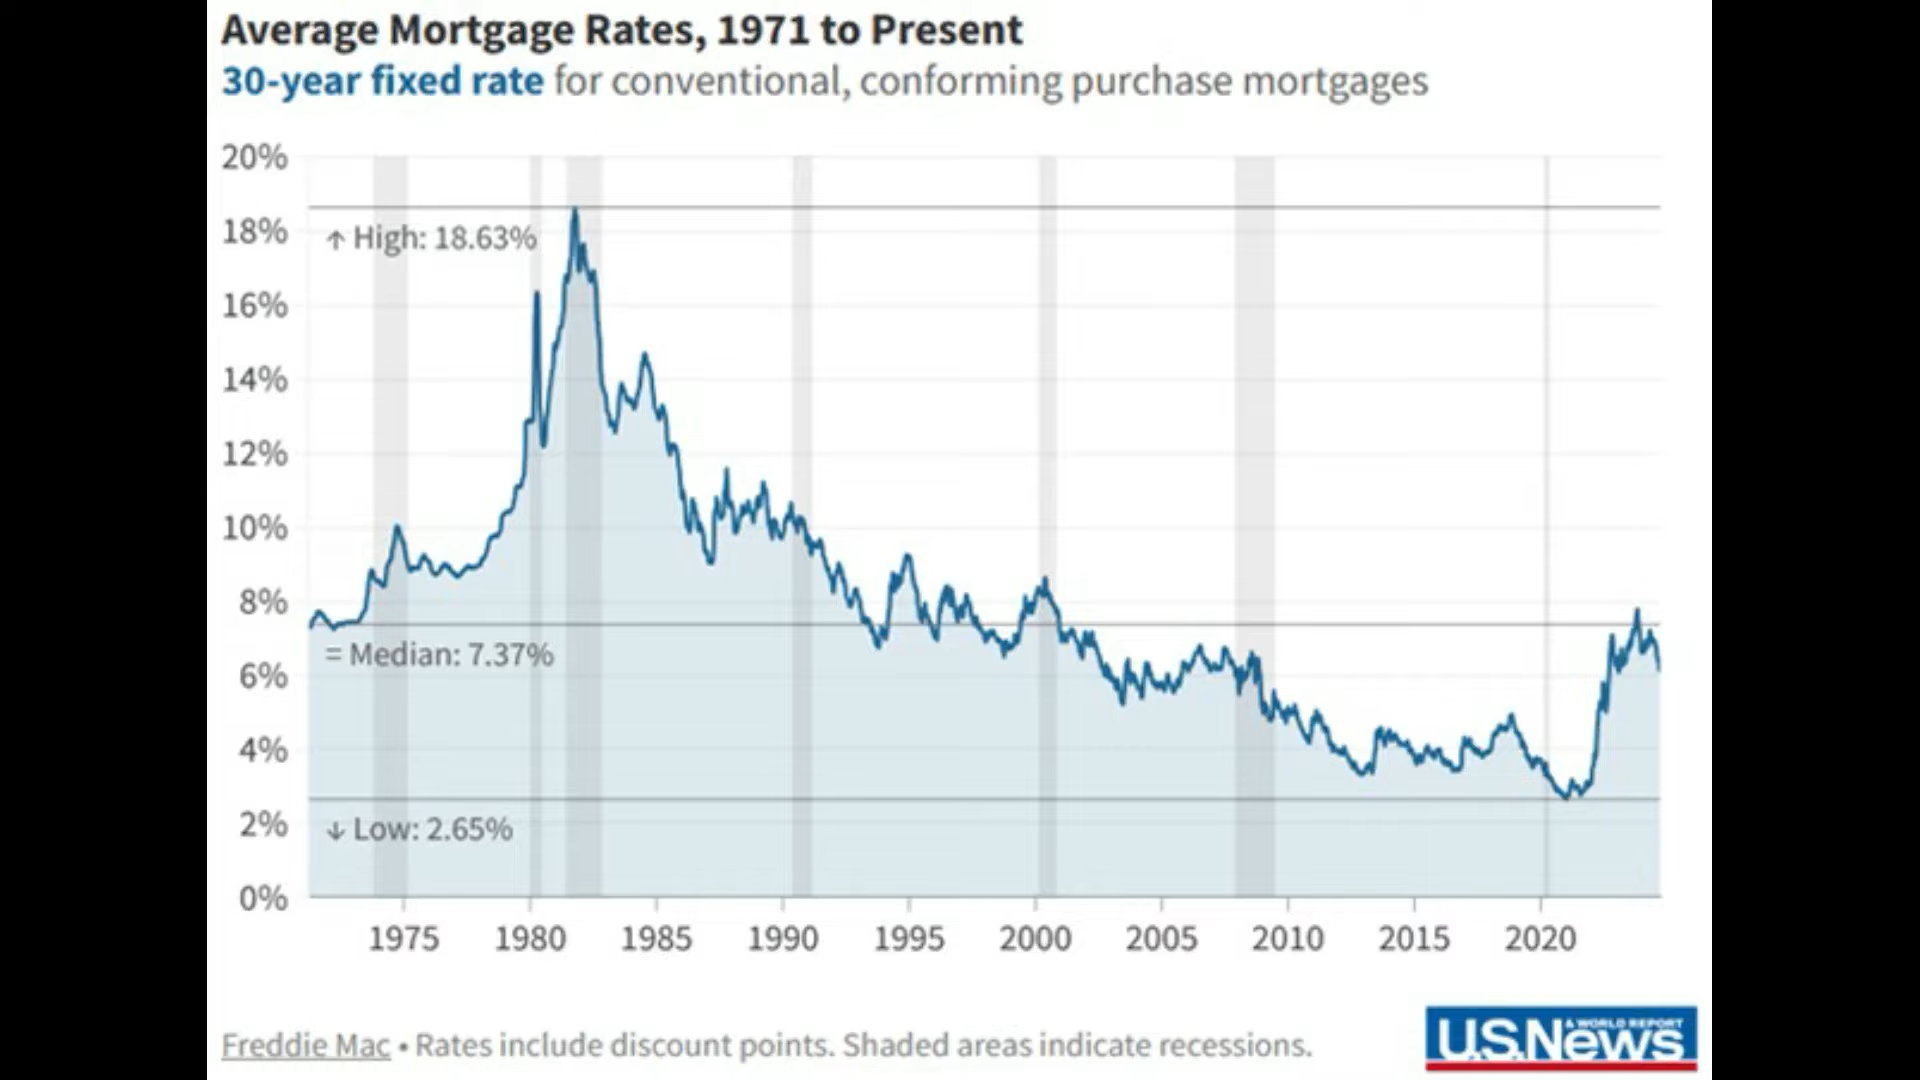 Average Mortgage Rates, 1971 to Present
30-year fixed rate for conventional, conforming purchase mortgages
20%
18%
↑ High: 18.63%
16%
14%
12%
10%
8%
= Median: 7.37%
6%
4%
2%
↓ Low: 2.65%
0%
1975 1980 1985 1990 1995 2000 2005 2010 2015 2020
Freddie Mac • Rates include discount points. Shaded areas indicate recessions.
U.S.News
& WORLD REPORT